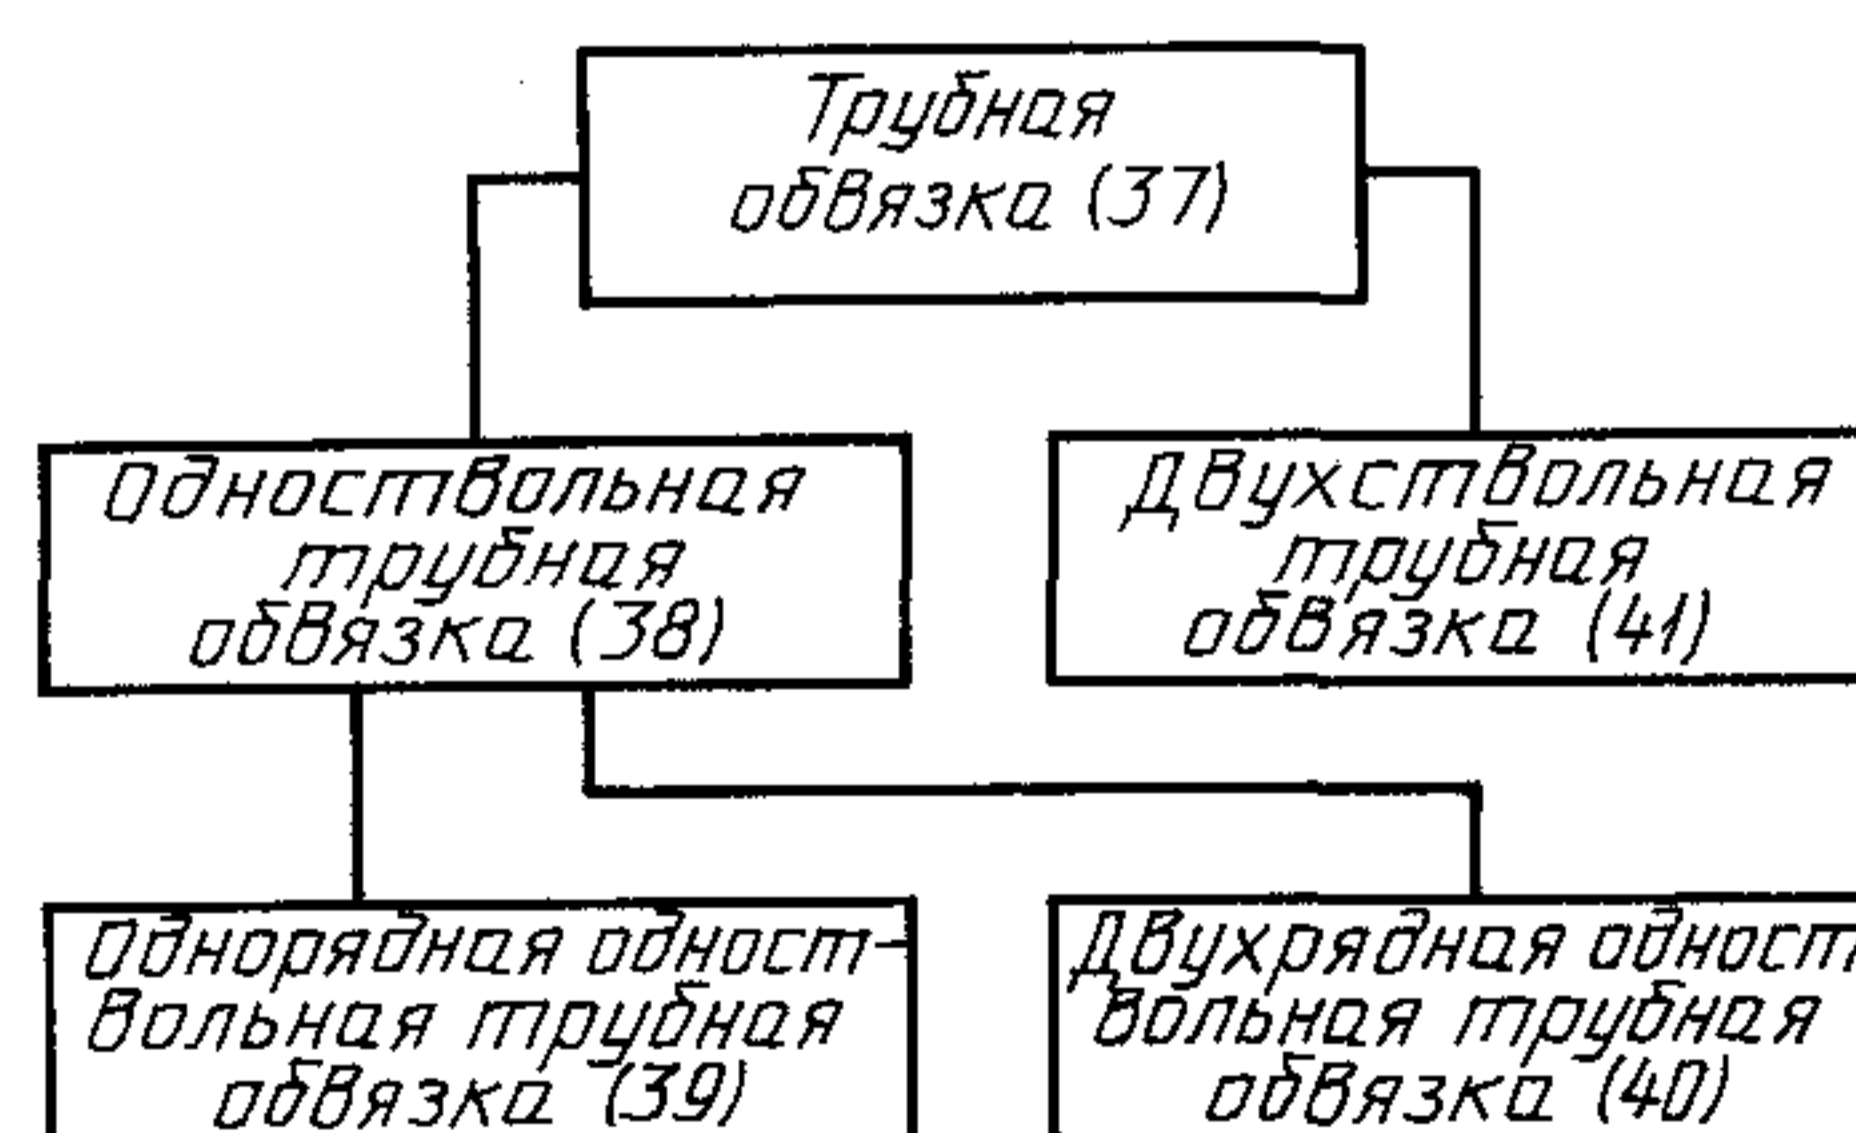 Трубная
обвязка (37)
Одноствольная
трубная
обвязка (38)
Двухствольная
трубная
обвязка (41)
Однорядная одност-
вольная трубная
обвязка (39)
Двухрядная одност
вольная трубная
обвязка (40)